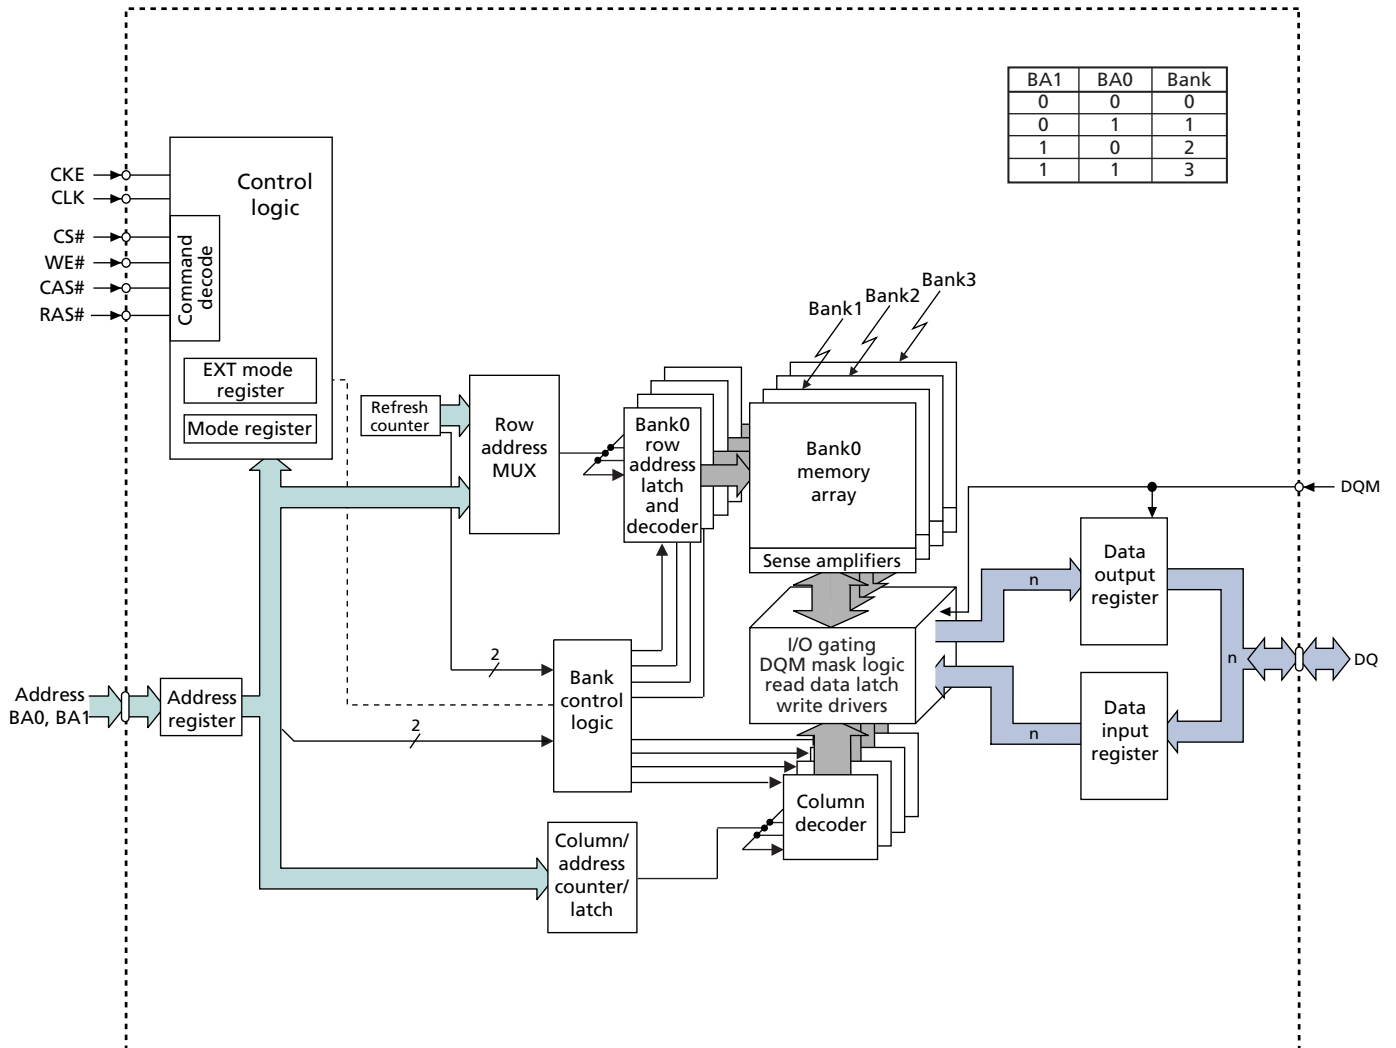 BA1 BA0 Bank
0 0 0
0 1 1
1 0 2
1 1 3
CKE
CLK
CS#
WE#
CAS#
RAS#
Control
logic
Command
decode
EXT mode
register
Mode register
Refresh
counter
Row
address
MUX
Bank0
row
address
latch
and
decoder
Bank1
Bank2
Bank3
Bank0
memory
array
Sense amplifiers
DQM
Data
output
register
n
I/O gating
DQM mask logic
read data latch
write drivers
n
DQ
Data
input
register
n
2
Bank
control
logic
2
Address
BA0, BA1
Address
register
Column
decoder
Column/
address
counter/
latch